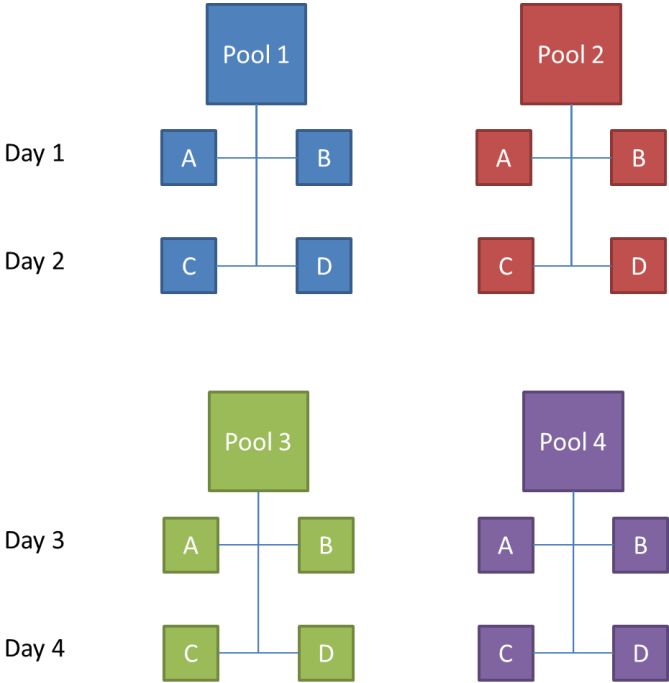 Pool 1 Pool 2
Day 1 A B A B
Day 2 C D C D
Pool 3 Pool 4
Day 3 A B A B
Day 4 C D C D